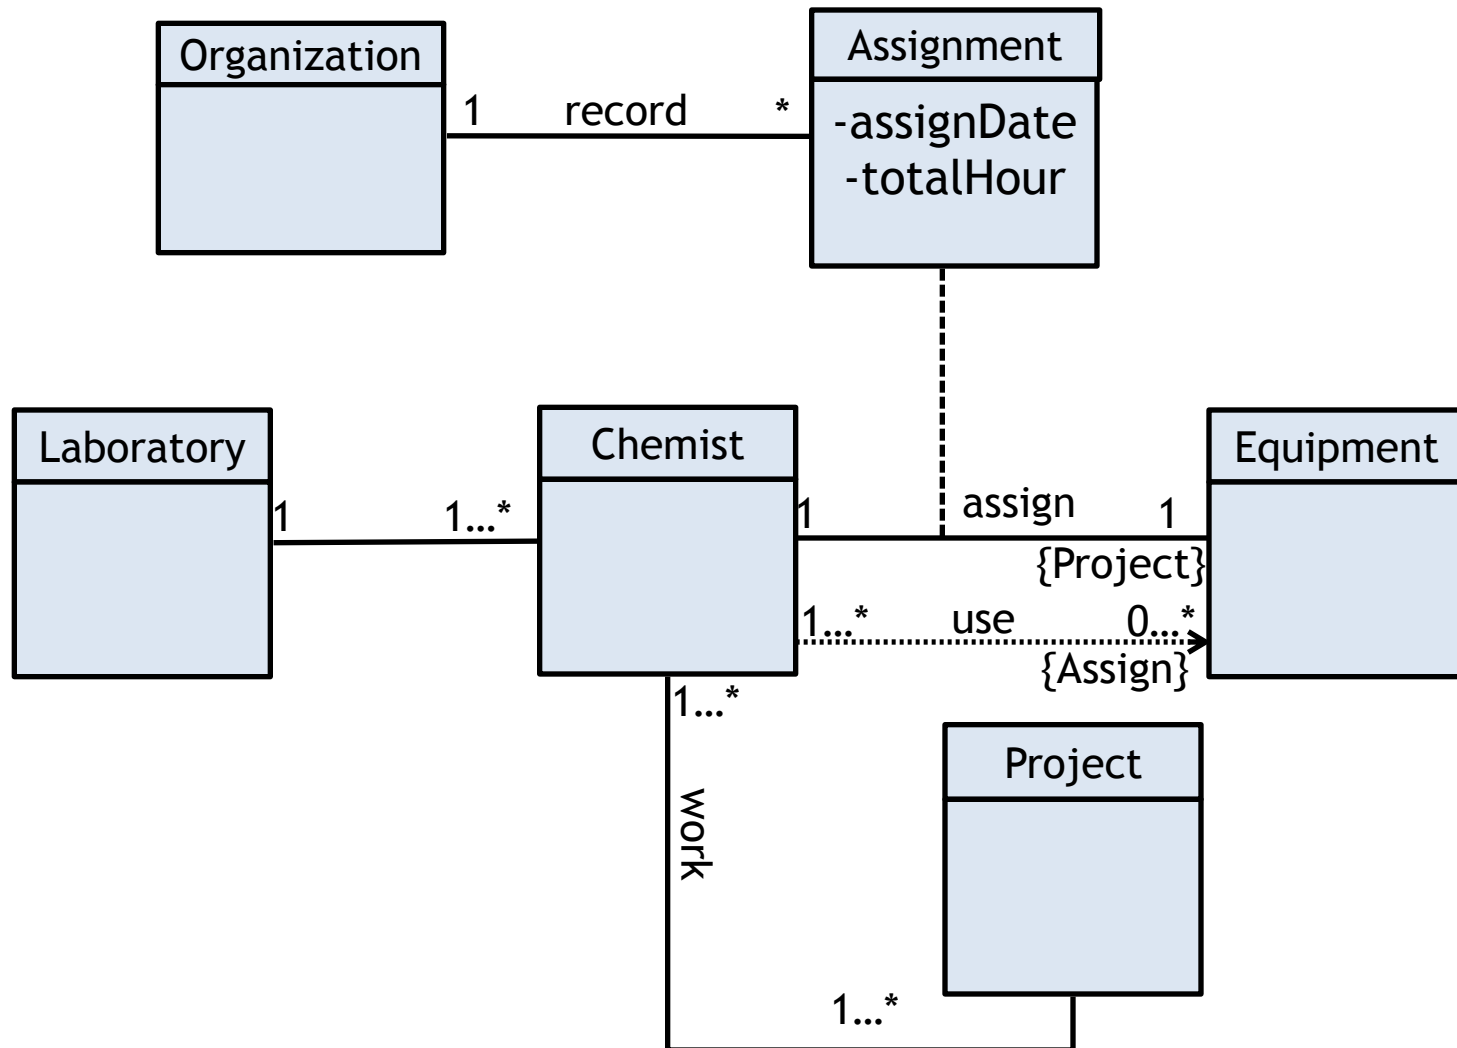 Organization
Assignment
1 record *
-assignDate
-totalHour
Laboratory
Chemist
Equipment
1 1...*
1 assign 1
{Project}
1...* use 0...*
{Assign}
1...*
Project
work
1...*